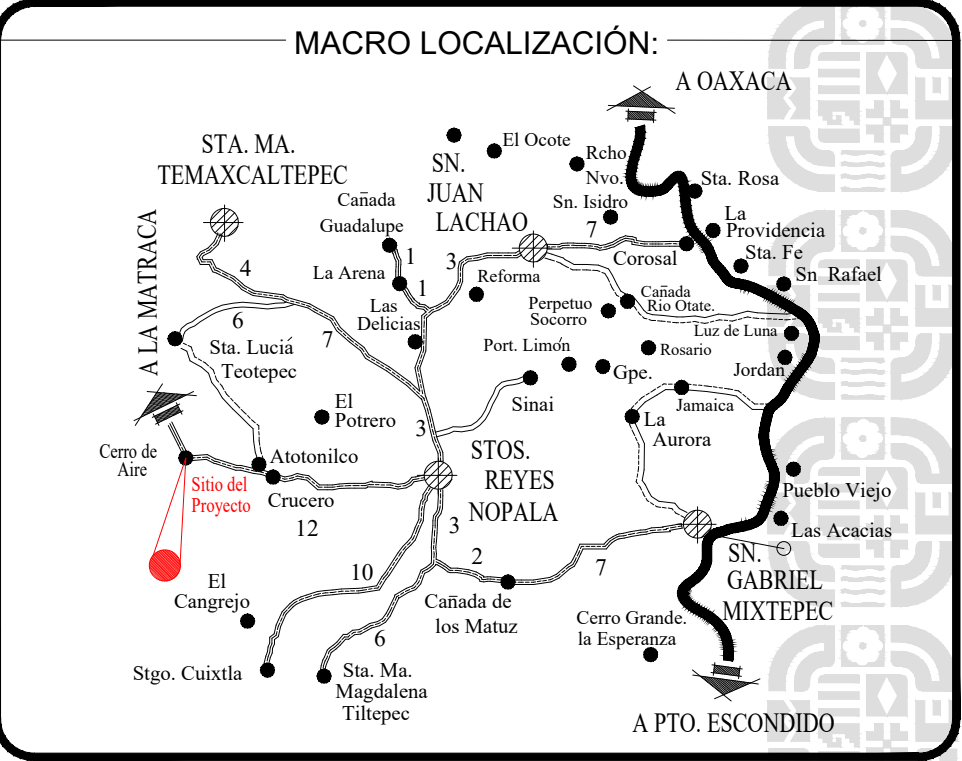 MACRO LOCALIZACIÓN:
A OAXACA
STA. MA.
TEMAXCALTEPEC
El Ocote
SN.
JUAN
LACHAO
Rcho
Nvo.
Sn. Isidro
7
Sta. Rosa
La
Providencia
Sta. Fe
Sn Rafael
Corosal
Cañada
Guadalupe
1
La Arena
1
3
Reforma
Las
Delicias
A LA MATRACA
4
6
7
Sta. Luciá
Teotepec
Perpetuo
Socorro
Cañada
Rio Otate.
Luz de Luna
Port. Limón
Rosario
Jordan
Gpe.
Sinai
Jamaica
El
Potrero
3
La
Aurora
Cerro de
Aire
Atotonilco
Sitio del
Proyecto
Crucero
12
STOS.
REYES
NOPALA
Pueblo Viejo
Las Acacias
3
2
7
SN.
GABRIEL
MIXTEPEC
10
El
Cangrejo
Cañada de
los Matuz
6
Cerro Grande.
la Esperanza
Stgo. Cuixtla
Sta. Ma.
Magdalena
Tiltepec
A PTO. ESCONDIDO